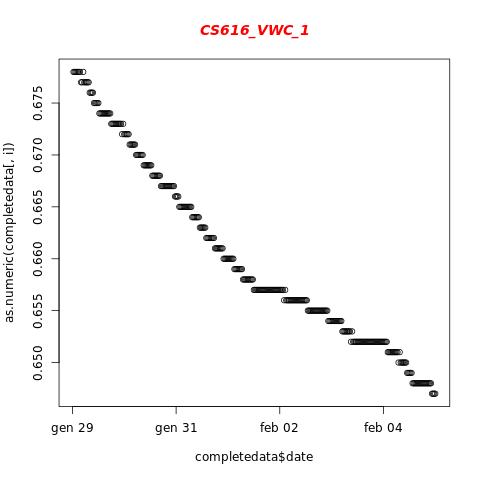 CS616_VWC_1
as.numeric(completedata[, i])
0.675
0.670
0.665
0.660
0.655
0.650
gen 29
gen 31
feb 02
feb 04
completedata$date